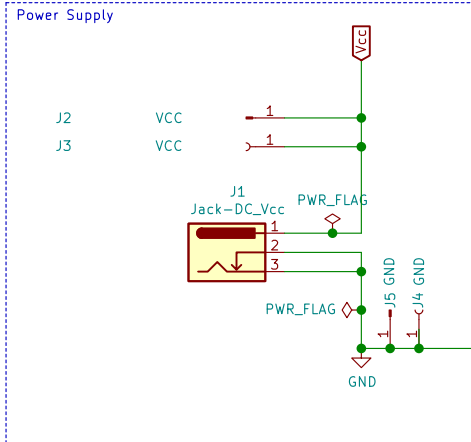 Power Supply
Vcc
J2 VCC 1
J3 VCC 1
J1
Jack-DC_Vcc
PWR_FLAG
1
2
3
PWR_FLAG
J5 GND
J4 GND
1
1
GND